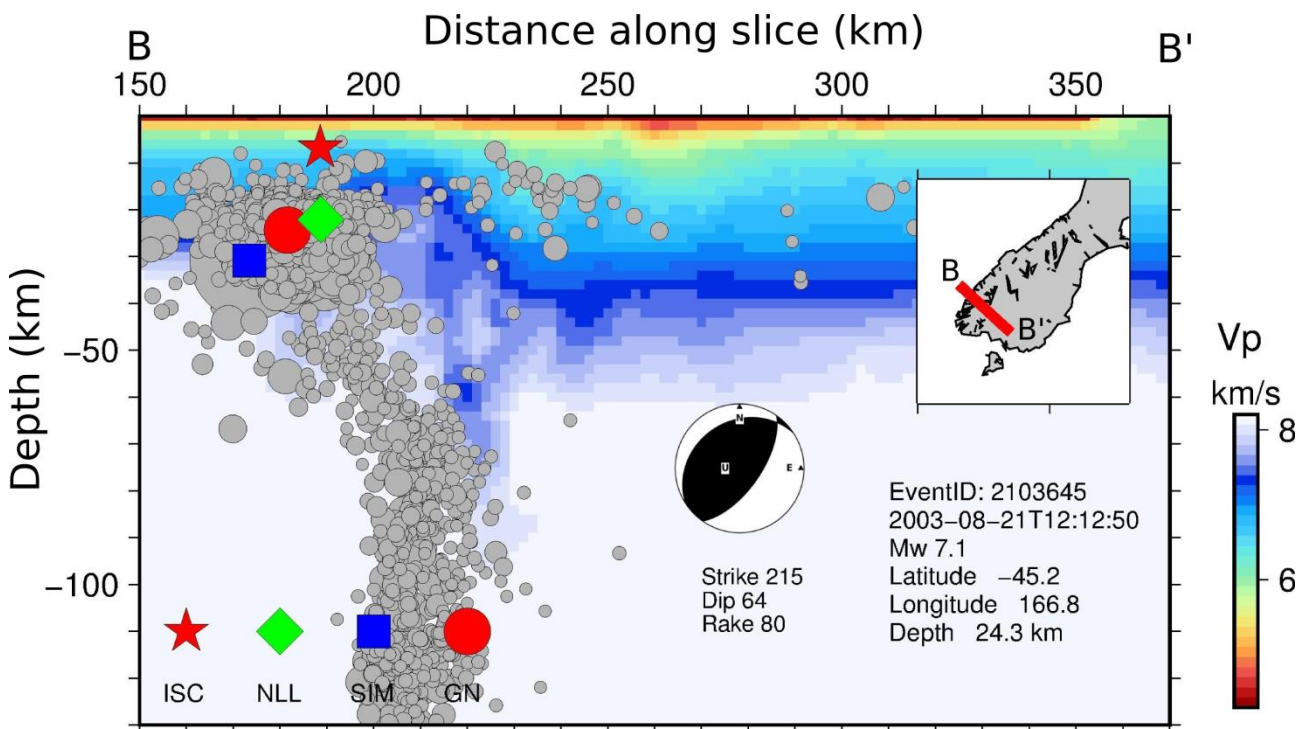 Distance along slice (km)
B
B'
150 200 250 300 350
Depth (km)
−50
−100
B
B'
Vp
km/s
8
6
N
U
E
Strike 215
Dip 64
Rake 80
EventID: 2103645
2003−08−21T12:12:50
Mw 7.1
Latitude −45.2
Longitude 166.8
Depth 24.3 km
ISC NLL SIM GN